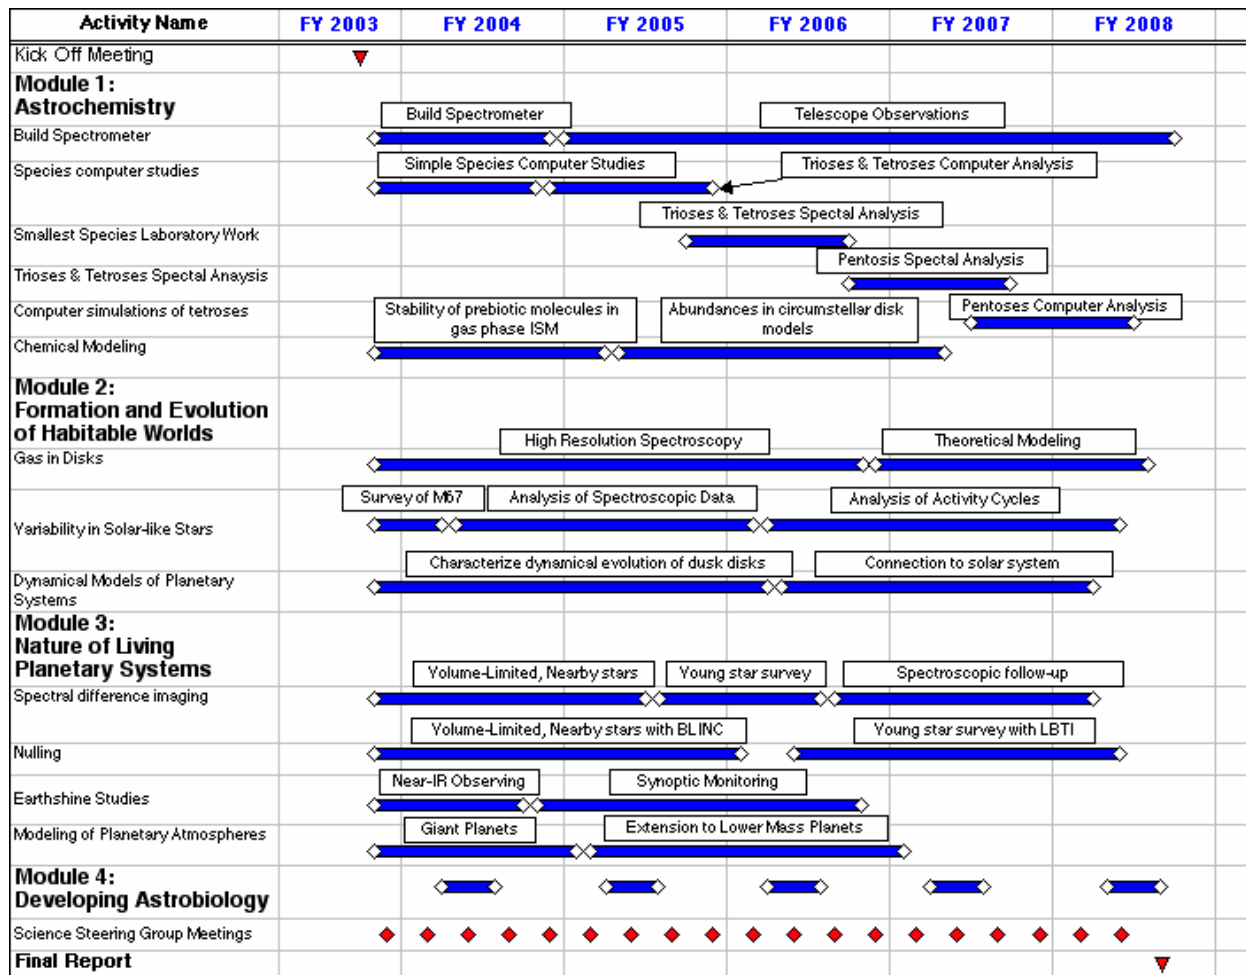 Activity Name FY 2003 FY 2004 FY 2005 FY 2006 FY 2007 FY 2008
Kick Off Meeting
Module 1:
Astrochemistry
Build Spectrometer Telescope Observations
Build Spectrometer
Simple Species Computer Studies Trioses & Tetroses Computer Analysis
Species computer studies
Trioses & Tetroses Spectal Analysis
Smallest Species Laboratory Work
Pentosis Spectal Analysis
Trioses & Tetroses Spectal Anaysis
Stability of prebiotic molecules in
gas phase ISM
Abundances in circumstellar disk
models
Pentoses Computer Analysis
Computer simulations of tetroses
Chemical Modeling
Module 2:
Formation and Evolution
of Habitable Worlds
High Resolution Spectroscopy Theoretical Modeling
Gas in Disks
Survey of M67 Analysis of Spectroscopic Data Analysis of Activity Cycles
Variability in Solar-like Stars
Characterize dynamical evolution of dusk disks Connection to solar system
Dynamical Models of Planetary
Systems
Module 3:
Nature of Living
Planetary Systems
Volume-Limited, Nearby stars Young star survey Spectroscopic follow-up
Spectral difference imaging
Volume-Limited, Nearby stars with BLINC Young star survey with LBTI
Nulling
Near-IR Observing Synoptic Monitoring
Earthshine Studies
Giant Planets Extension to Lower Mass Planets
Modeling of Planetary Atmospheres
Module 4:
Developing Astrobiology
Science Steering Group Meetings
Final Report